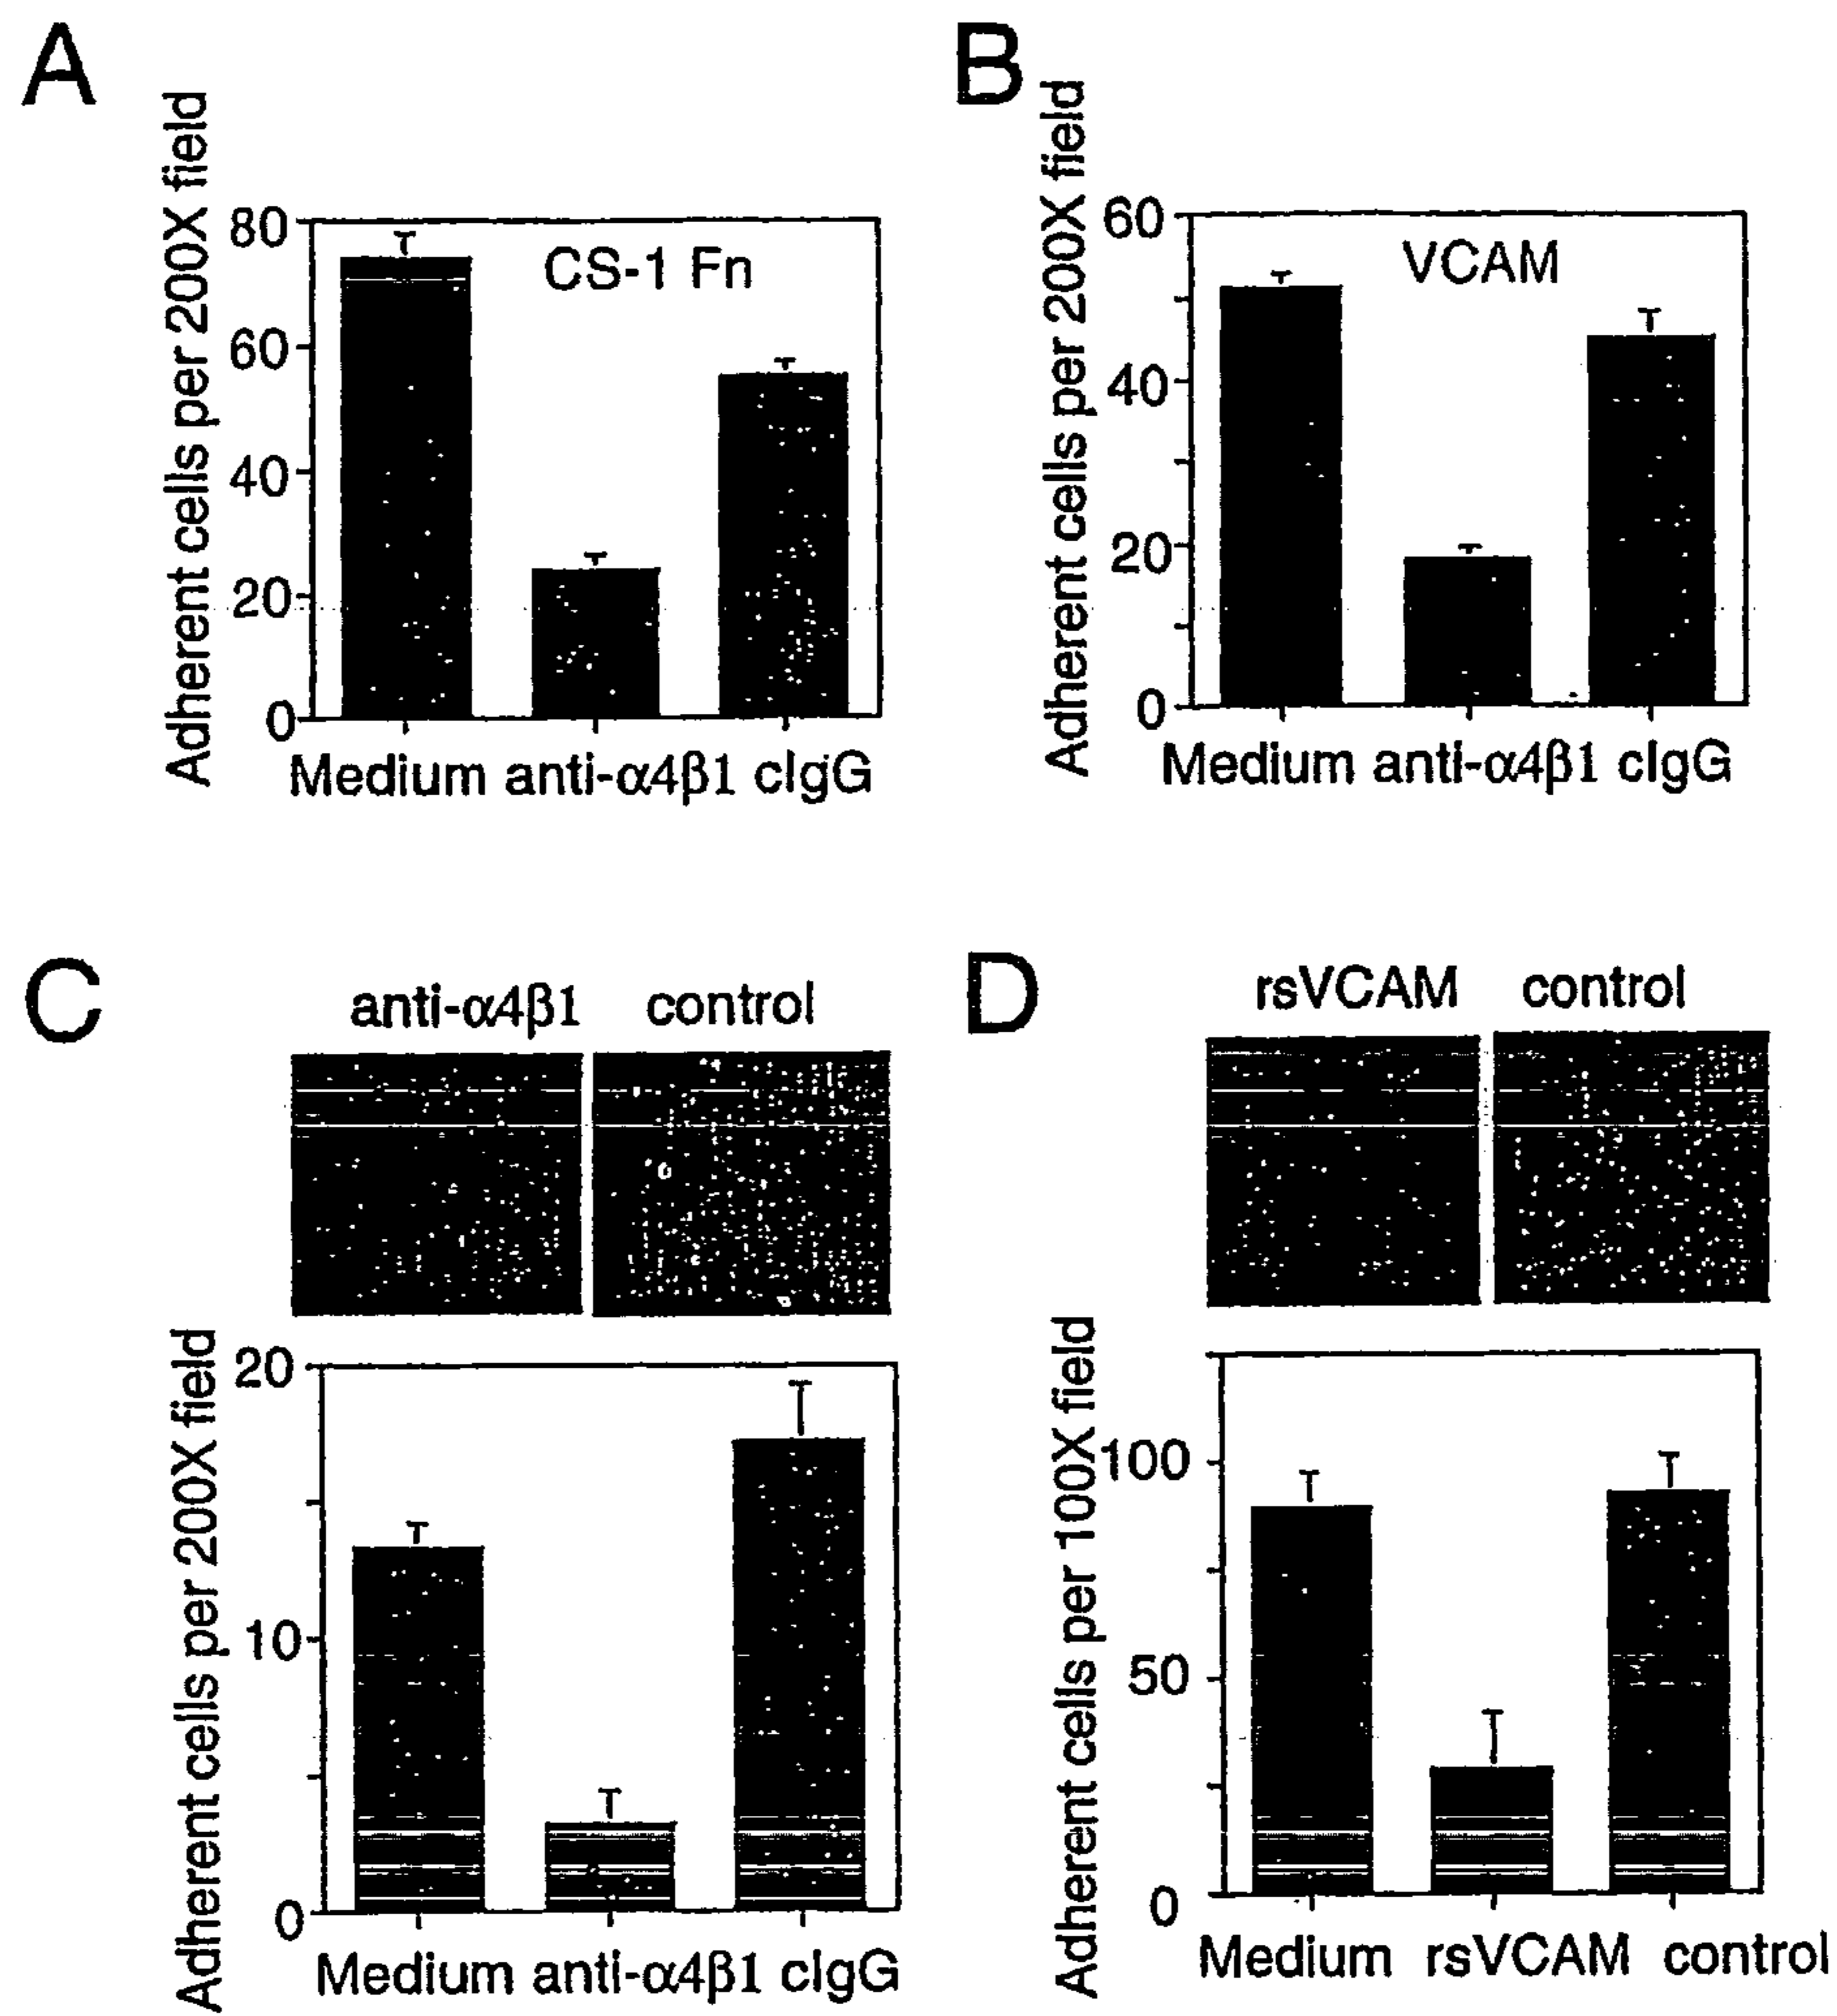 A
Adherent cells per 200X field
80
60
40
20
0
CS-1 Fn
Medium anti-α4β1 cIgG
B
Adherent cells per 200X field
60
40
20
0
VCAM
Medium anti-α4β1 cIgG
C
anti-α4β1 control
Adherent cells per 200X field
20
10
0
Medium anti-α4β1 cIgG
D
rsVCAM control
Adherent cells per 100X field
100
50
0
Medium rsVCAM control